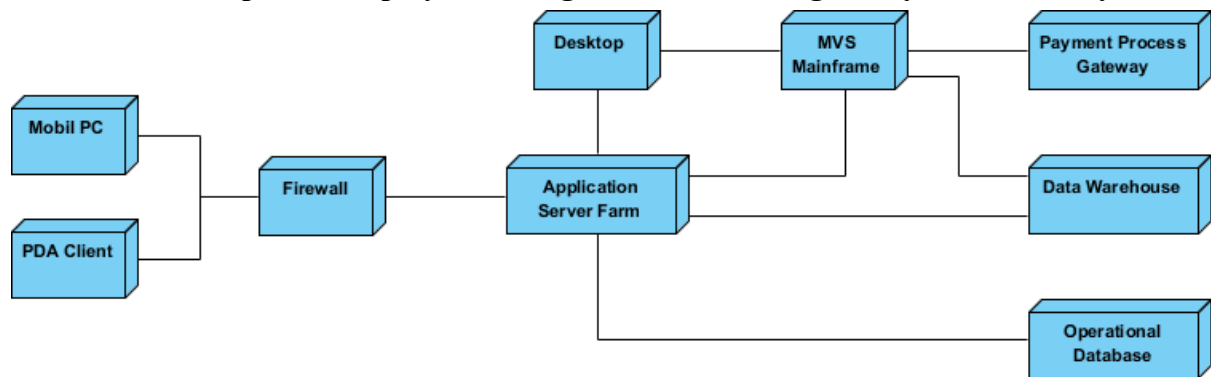 Desktop
MVS
Mainframe
Payment Process
Gateway
Mobil PC
Firewall
Application
Server Farm
Data Warehouse
PDA Client
Operational
Database